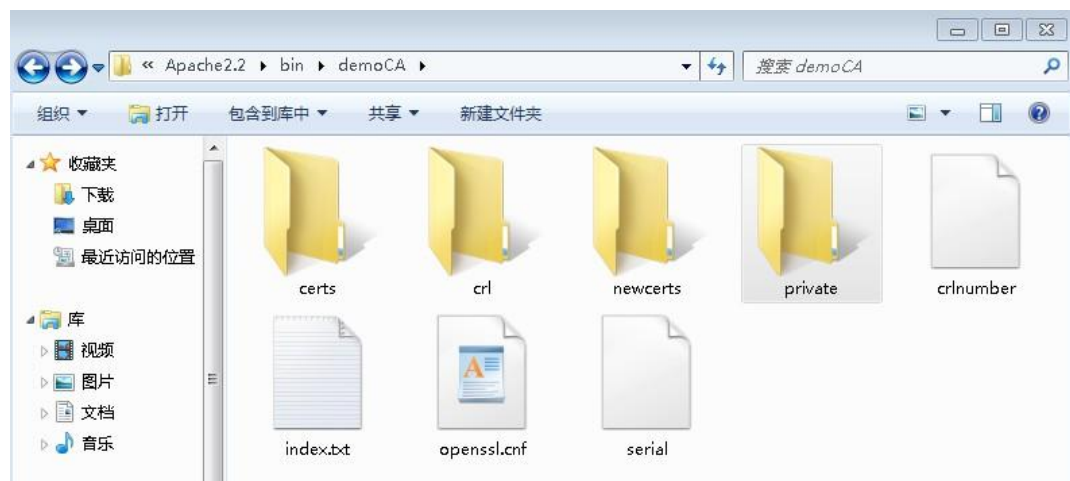 « Apache2.2 ▸ bin ▸ demoCA ▸
搜索 demoCA
组织 打开 包含到库中 共享 新建文件夹
收藏夹
下载
桌面
最近访问的位置
库
视频
图片
文档
音乐
certs crl newcerts private crlnumber
index.txt openssl.cnf serial